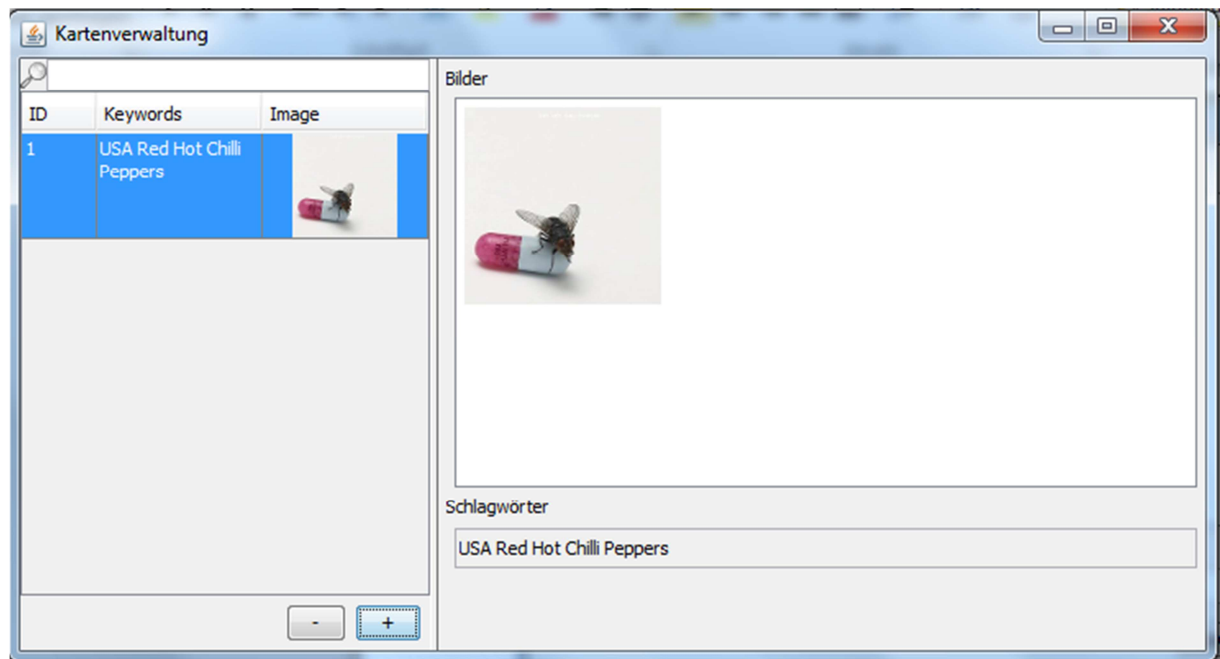 Kartenverwaltung
Bilder
ID Keywords Image
1 USA Red Hot Chilli
Peppers
Schlagwörter
USA Red Hot Chilli Peppers
- +